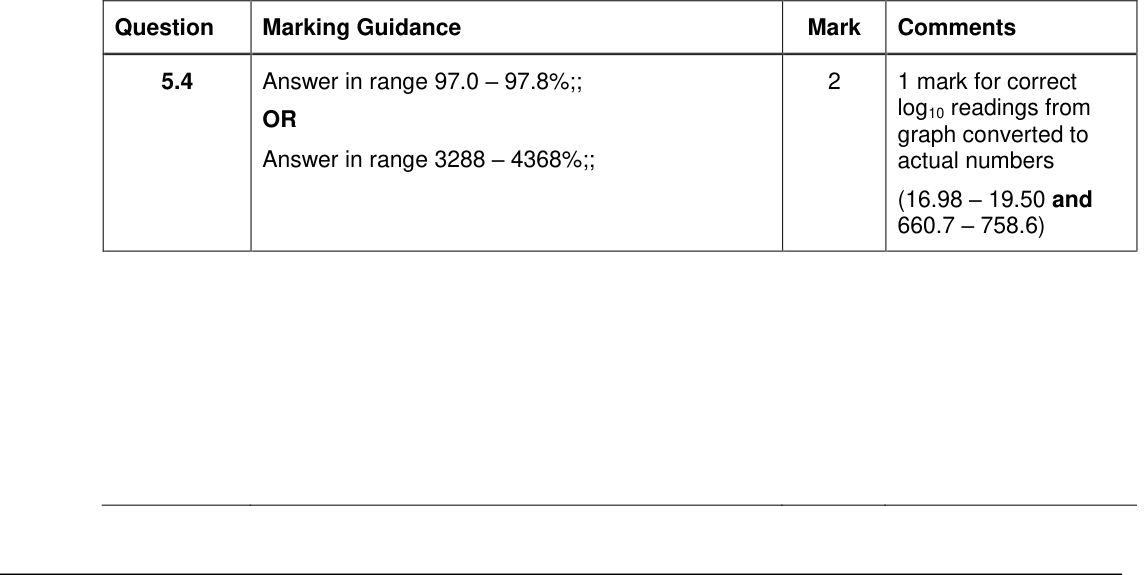 Question Marking Guidance Mark Comments
5.4 Answer in range 97.0 – 97.8%;; 2 1 mark for correct
log₁₀ readings from
OR
graph converted to
Answer in range 3288 – 4368%;;
actual numbers
(16.98 – 19.50 and
660.7 – 758.6)